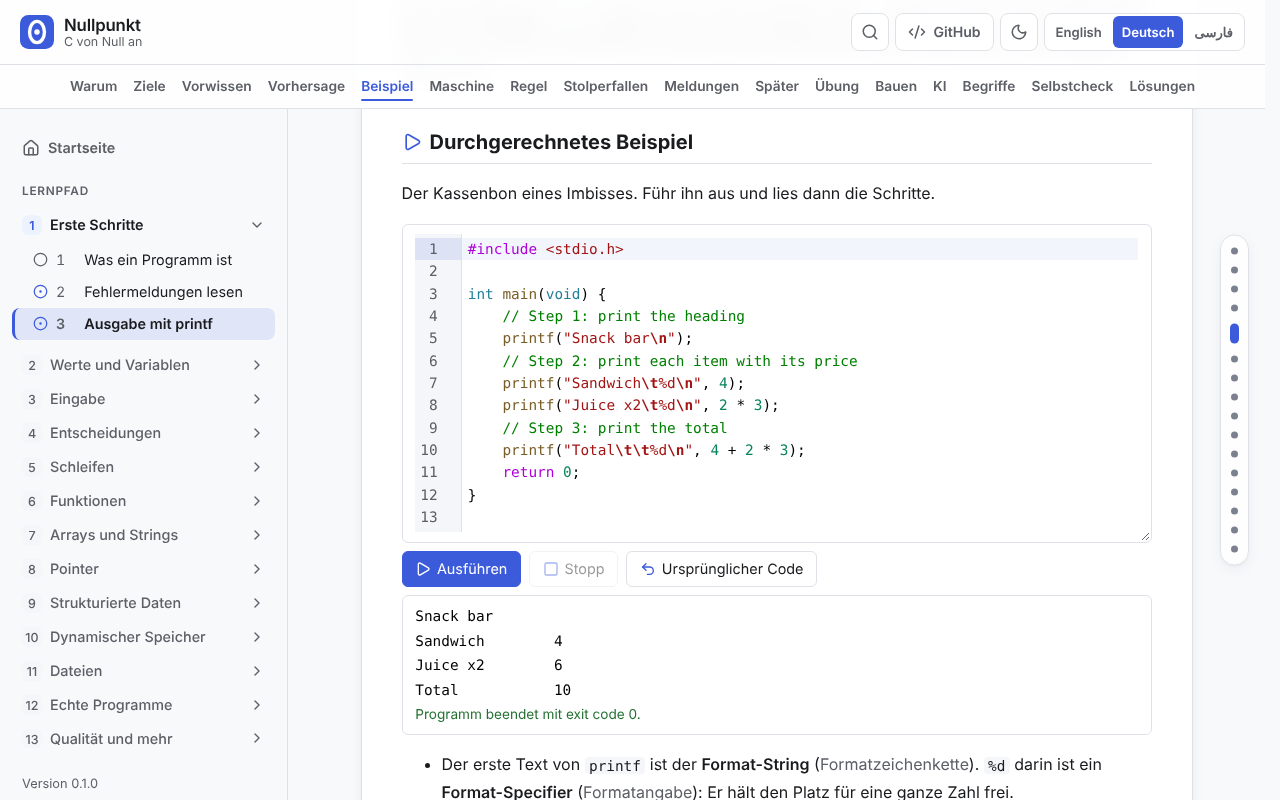 Nullpunkt
C von Null an
GitHub
English
Deutsch
فارسی
Warum
Ziele
Vorwissen
Vorhersage
Beispiel
Maschine
Regel
Stolperfallen
Meldungen
Später
Übung
Bauen
KI
Begriffe
Selbstcheck
Lösungen
Startseite
LERNPFAD
1 Erste Schritte
1 Was ein Programm ist
2 Fehlermeldungen lesen
3 Ausgabe mit printf
2 Werte und Variablen
3 Eingabe
4 Entscheidungen
5 Schleifen
6 Funktionen
7 Arrays und Strings
8 Pointer
9 Strukturierte Daten
10 Dynamischer Speicher
11 Dateien
12 Echte Programme
13 Qualität und mehr
Version 0.1.0
Durchgerechnetes Beispiel
Der Kassenbon eines Imbisses. Führ ihn aus und lies dann die Schritte.
1 #include <stdio.h>
2
3 int main(void) {
4     // Step 1: print the heading
5     printf("Snack bar\n");
6     // Step 2: print each item with its price
7     printf("Sandwich\t%d\n", 4);
8     printf("Juice x2\t%d\n", 2 * 3);
9     // Step 3: print the total
10     printf("Total\t\t%d\n", 4 + 2 * 3);
11     return 0;
12 }
13
Ausführen
Stopp
Ursprünglicher Code
Snack bar
Sandwich 4
Juice x2 6
Total 10
Programm beendet mit exit code 0.
• Der erste Text von printf ist der Format-String (Formatzeichenkette). %d darin ist ein
Format-Specifier (Formatangabe): Er hält den Platz für eine ganze Zahl frei.